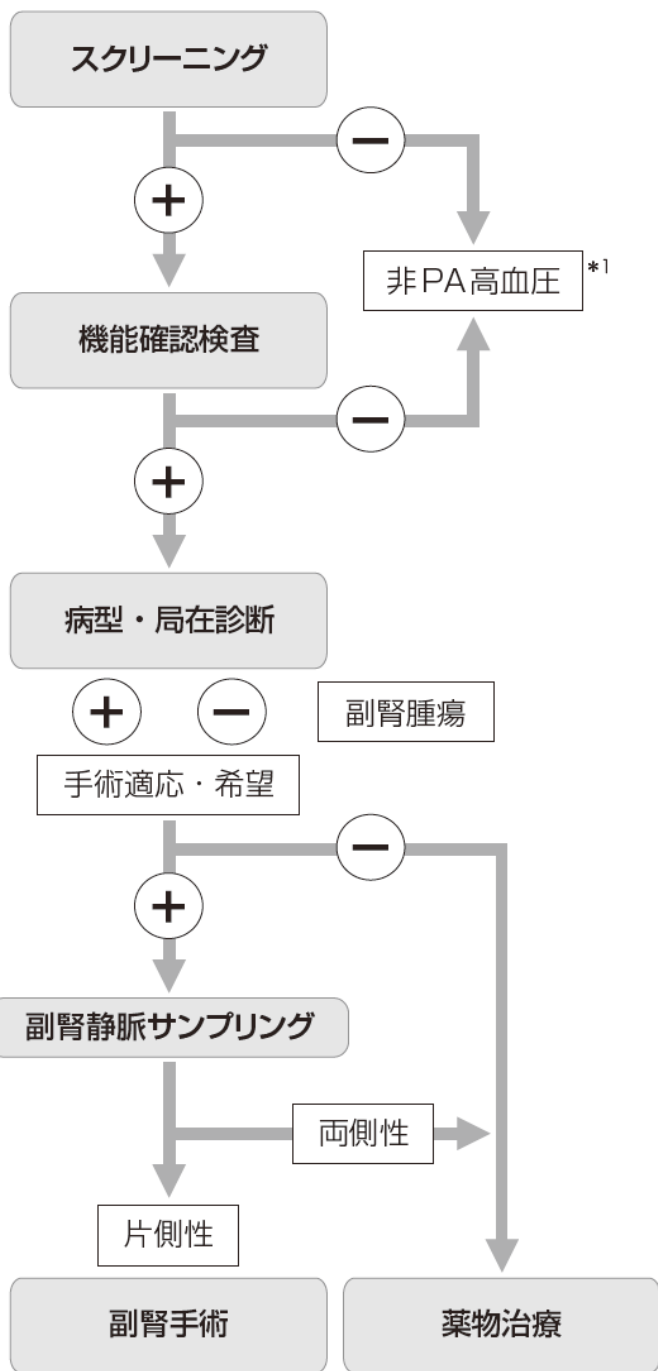 スクリーニング
−
+
非PA高血圧 *1
機能確認検査
−
+
病型・局在診断
+ − 副腎腫瘍
手術適応・希望
−
+
副腎静脈サンプリング
両側性
片側性
副腎手術 薬物治療